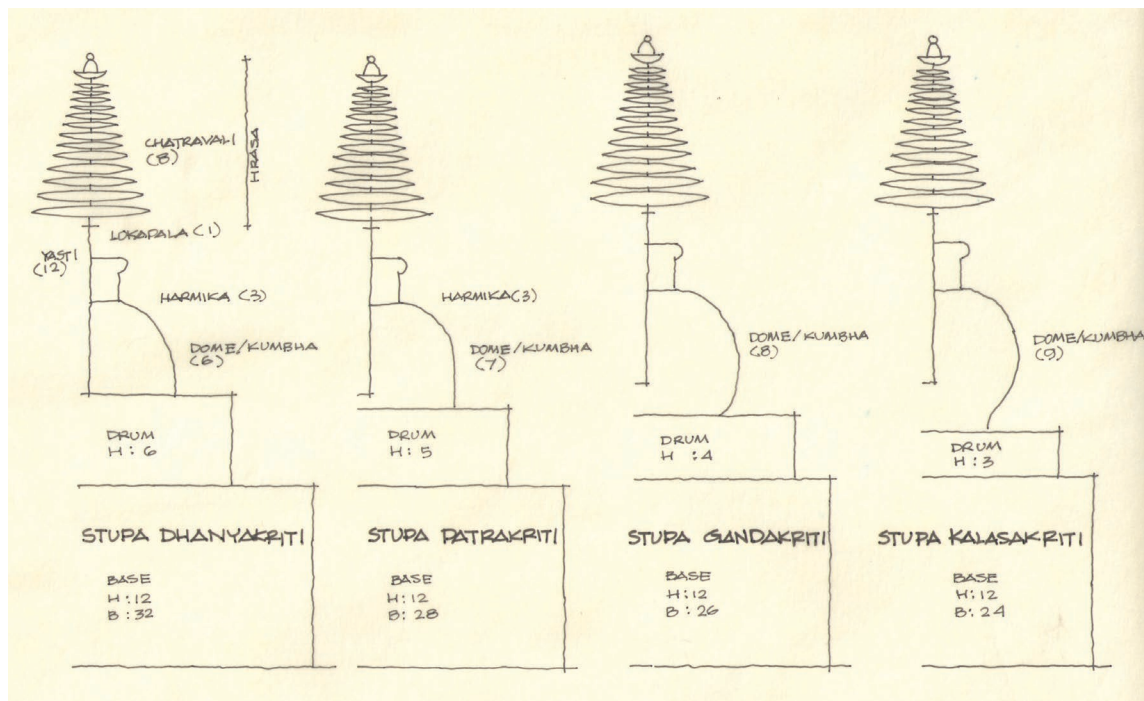 CHATRAVALI
(8)
HRASA
LOKAPALA (1)
YASTI
(12)
HARMIKA (3)
DOME/KUMBHA
(6)
DRUM
H : 6
STUPA DHANYAKRITI
BASE
H:12
B:32
HARMIKA(3)
DOME/KUMBHA
(7)
DRUM
H: 5
STUPA PATRAKRITI
BASE
H:12
B: 28
DOME/KUMBHA
(8)
DRUM
H :4
STUPA GANDAKRITI
BASE
H:12
B : 26
DOME/KUMBHA
(9)
DRUM
H:3
STUPA KALASAKRITI
BASE
H:12
B: 24